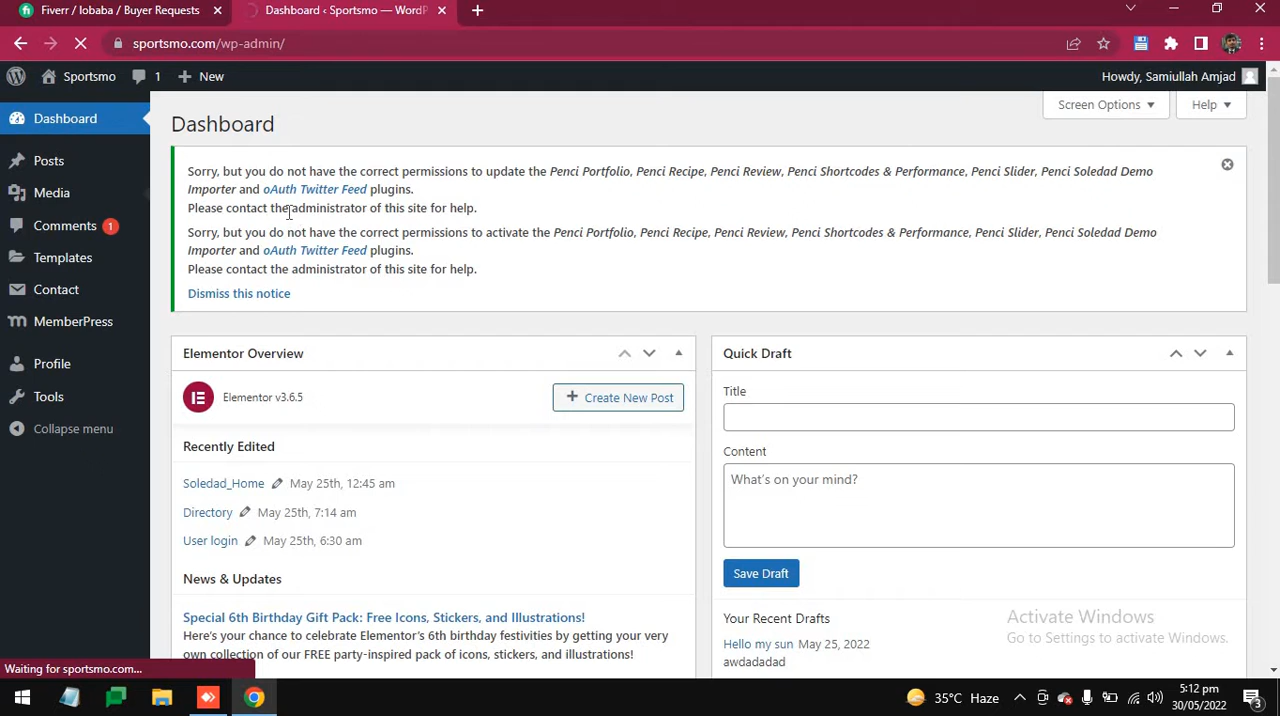 Fiverr / lobaba / Buyer Requests
Dashboard ‹ Sportsmo — WordP
sportsmo.com/wp-admin/
Sportsmo 1 New
Howdy, Samiullah Amjad
Screen Options
Help
Dashboard
Posts
Media
Comments 1
Templates
Contact
MemberPress
Profile
Tools
Collapse menu
Dashboard
Sorry, but you do not have the correct permissions to update the Penci Portfolio, Penci Recipe, Penci Review, Penci Shortcodes & Performance, Penci Slider, Penci Soledad Demo
Importer and oAuth Twitter Feed plugins.
Please contact the administrator of this site for help.
Sorry, but you do not have the correct permissions to activate the Penci Portfolio, Penci Recipe, Penci Review, Penci Shortcodes & Performance, Penci Slider, Penci Soledad Demo
Importer and oAuth Twitter Feed plugins.
Please contact the administrator of this site for help.
Dismiss this notice
Elementor Overview
Elementor v3.6.5
Create New Post
Recently Edited
Soledad_Home May 25th, 12:45 am
Directory May 25th, 7:14 am
User login May 25th, 6:30 am
News & Updates
Special 6th Birthday Gift Pack: Free Icons, Stickers, and Illustrations!
Here's your chance to celebrate Elementor's 6th birthday festivities by getting your very
own collection of our FREE party-inspired pack of icons, stickers, and illustrations!
Quick Draft
Title
Content
What's on your mind?
Save Draft
Your Recent Drafts
Hello my sun May 25, 2022
awdadadad
Activate Windows
Go to Settings to activate Windows.
Waiting for sportsmo.com...
35°C Haze
5:12 pm
30/05/2022
3